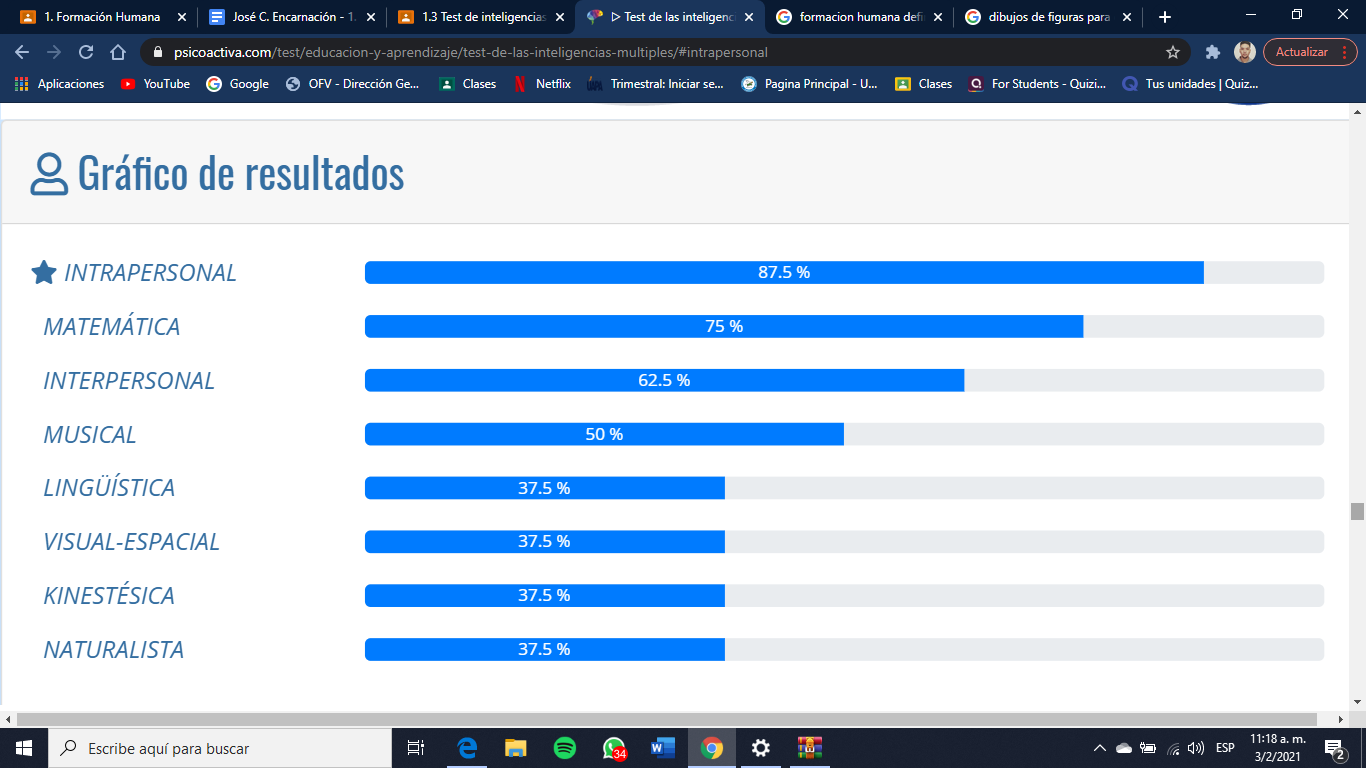 1. Formación Humana
José C. Encarnación - 1.
1.3 Test de inteligencias
▷ Test de las inteligenc
formacion humana defi
dibujos de figuras para
psicoactiva.com/test/educacion-y-aprendizaje/test-de-las-inteligencias-multiples/#intrapersonal
Actualizar
Aplicaciones
YouTube
Google
OFV - Dirección Ge...
Clases
Netflix
Trimestral: Iniciar se...
Pagina Principal - U...
Clases
For Students - Quizi...
Tus unidades | Quiz...
Gráfico de resultados
INTRAPERSONAL 87.5 %
MATEMÁTICA 75 %
INTERPERSONAL 62.5 %
MUSICAL 50 %
LINGÜÍSTICA 37.5 %
VISUAL-ESPACIAL 37.5 %
KINESTÉSICA 37.5 %
NATURALISTA 37.5 %
Escribe aquí para buscar
34
ESP
11:18 a. m.
3/2/2021
2